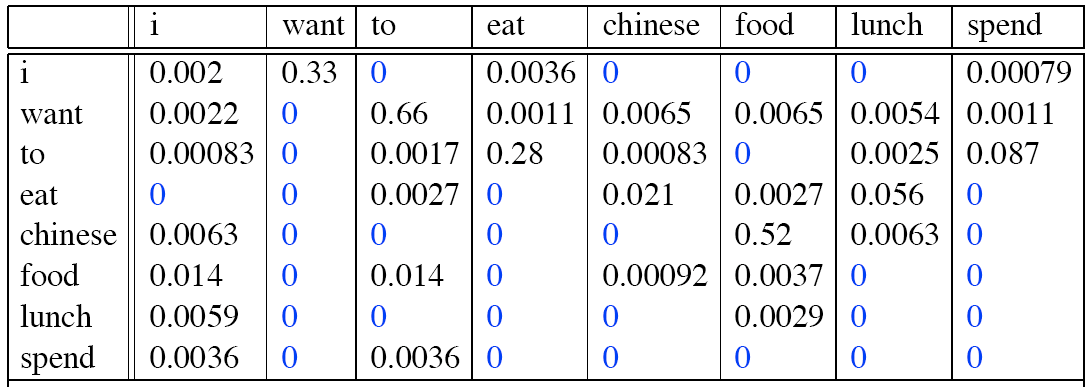 i want to eat chinese food lunch spend
i 0.002 0.33 0 0.0036 0 0 0 0.00079
want 0.0022 0 0.66 0.0011 0.0065 0.0065 0.0054 0.0011
to 0.00083 0 0.0017 0.28 0.00083 0 0.0025 0.087
eat 0 0 0.0027 0 0.021 0.0027 0.056 0
chinese 0.0063 0 0 0 0 0.52 0.0063 0
food 0.014 0 0.014 0 0.00092 0.0037 0 0
lunch 0.0059 0 0 0 0 0.0029 0 0
spend 0.0036 0 0.0036 0 0 0 0 0